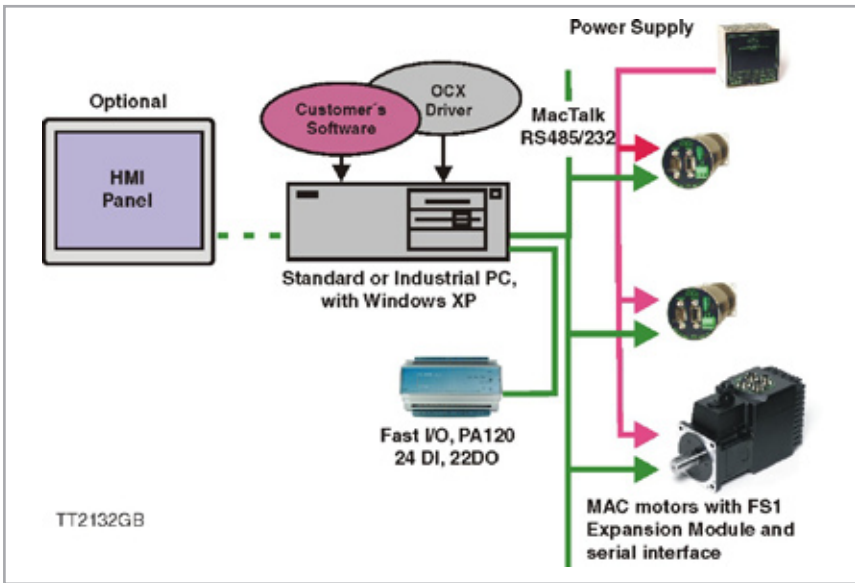 Power Supply
Optional
HMI
Panel
Customer´s
Software
OCX
Driver
MacTalk
RS485/232
Standard or Industrial PC,
with Windows XP
Fast I/O, PA120
24 DI, 22DO
MAC motors with FS1
Expansion Module and
serial interface
TT2132GB